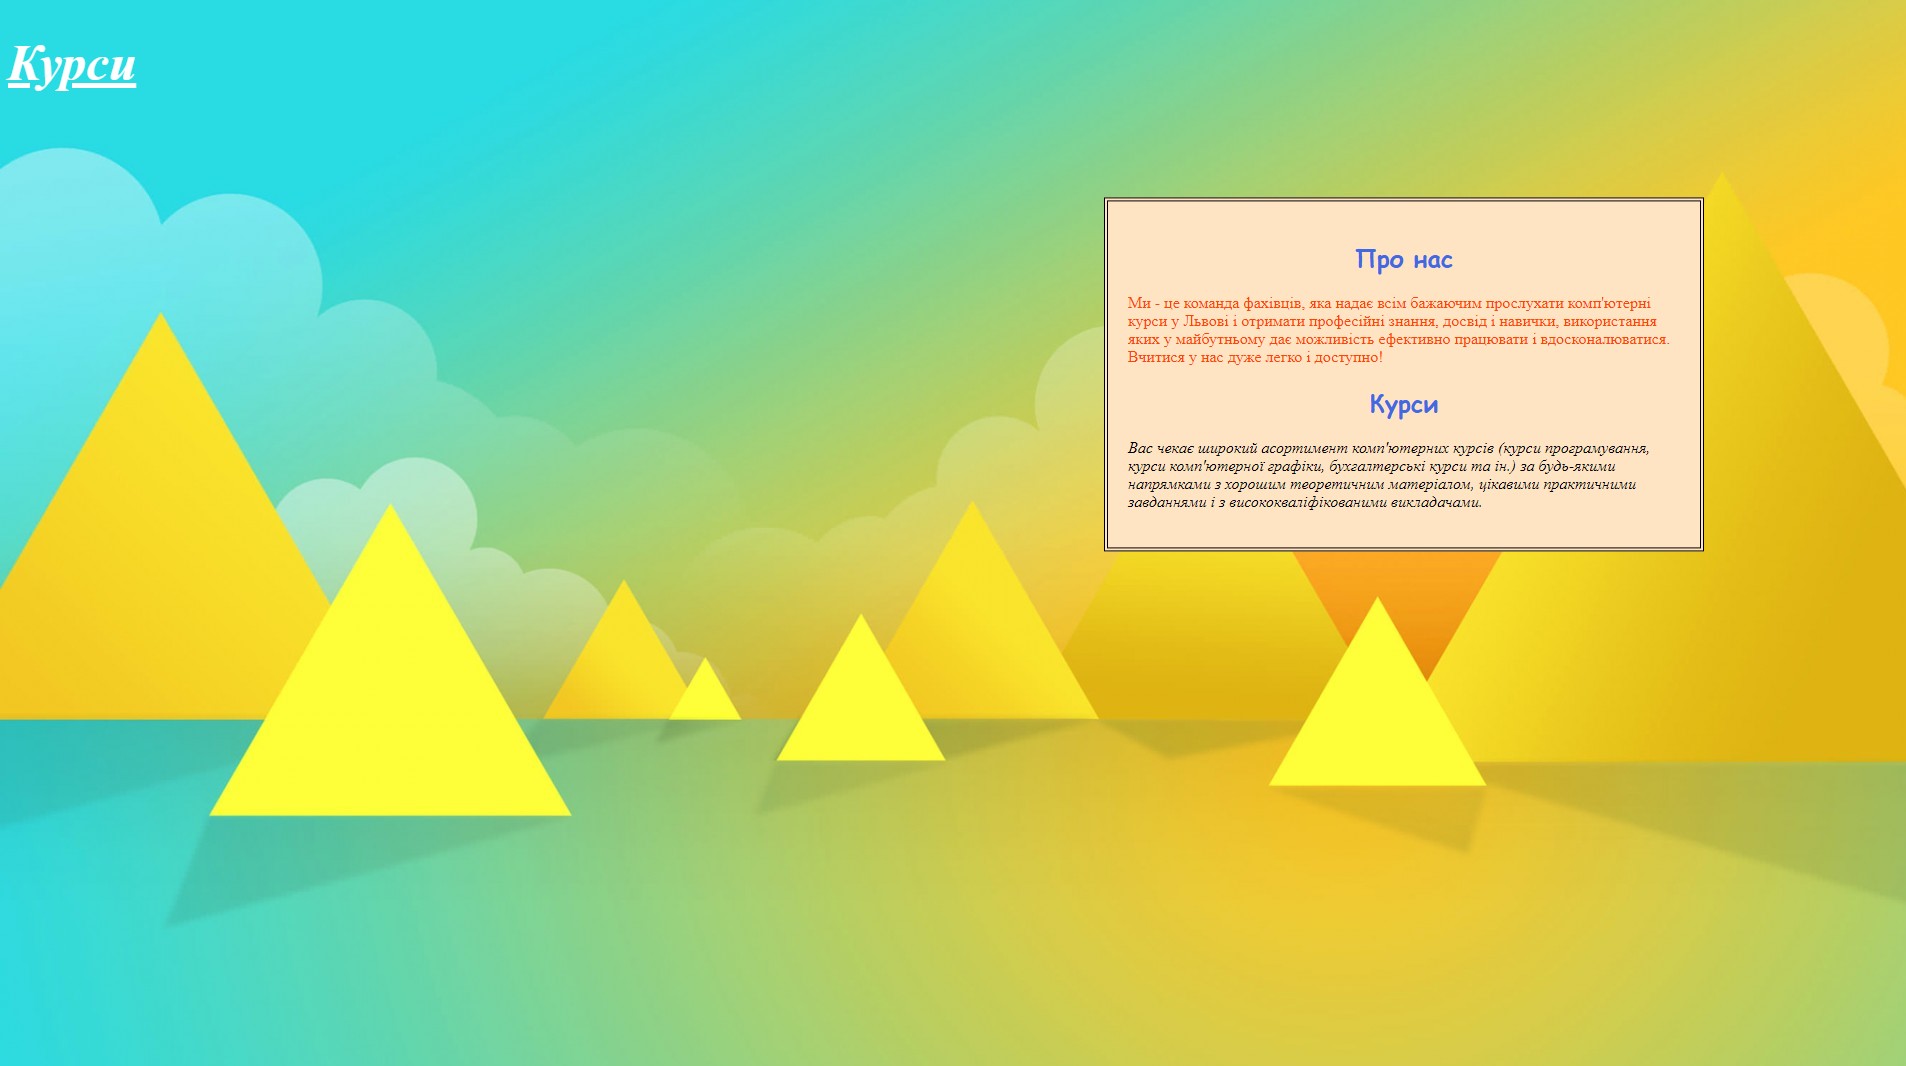 Курси
Про нас
Ми - це команда фахівців, яка надає всім бажаючим прослухати комп'ютерні
курси у Львові і отримати професійні знання, досвід і навички, використання
яких у майбутньому дає можливість ефективно працювати і вдосконалюватися.
Вчитися у нас дуже легко і доступно!
Курси
Вас чекає широкий асортимент комп'ютерних курсів (курси програмування,
курси комп'ютерної графіки, бухгалтерські курси та ін.) за будь-якими
напрямками з хорошим теоретичним матеріалом, цікавими практичними
завданнями і з висококваліфікованими викладачами.